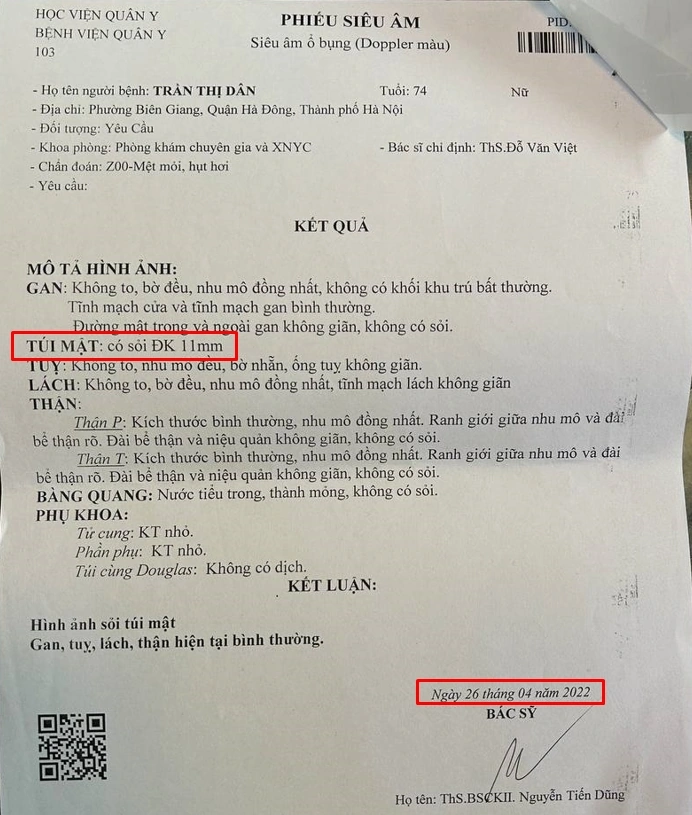 HỌC VIỆN QUÂN Y
BỆNH VIỆN QUÂN Y
103
PHIẾU SIÊU ÂM
Siêu âm ổ bụng (Doppler màu)
PID:
- Họ tên người bệnh: TRẦN THỊ DÂN Tuổi: 74 Nữ
- Địa chỉ: Phường Biên Giang, Quận Hà Đông, Thành phố Hà Nội
- Đối tượng: Yêu Cầu
- Khoa phòng: Phòng khám chuyên gia và XNYC - Bác sĩ chỉ định: ThS.Đỗ Văn Việt
- Chẩn đoán: Z00-Mệt mỏi, hụt hơi
- Yêu cầu:
KẾT QUẢ
MÔ TẢ HÌNH ẢNH:
GAN: Không to, bờ đều, nhu mô đồng nhất, không có khối khu trú bất thường.
Tĩnh mạch cửa và tĩnh mạch gan bình thường.
Đường mật trong và ngoài gan không giãn, không có sỏi.
TÚI MẬT: có sỏi ĐK 11mm
TỤY: Không to, nhu mô đều, bờ nhẵn, ống tuỵ không giãn.
LÁCH: Không to, bờ đều, nhu mô đồng nhất, tĩnh mạch lách không giãn
THẬN:
Thận P: Kích thước bình thường, nhu mô đồng nhất. Ranh giới giữa nhu mô và đài
bể thận rõ. Đài bể thận và niệu quản không giãn, không có sỏi.
Thận T: Kích thước bình thường, nhu mô đồng nhất. Ranh giới giữa nhu mô và đài
bể thận rõ. Đài bể thận và niệu quản không giãn, không có sỏi.
BÀNG QUANG: Nước tiểu trong, thành mỏng, không có sỏi.
PHỤ KHOA:
Tử cung: KT nhỏ.
Phần phụ: KT nhỏ.
Túi cùng Douglas: Không có dịch.
KẾT LUẬN:
Hình ảnh sỏi túi mật
Gan, tuỵ, lách, thận hiện tại bình thường.
Ngày 26 tháng 04 năm 2022
BÁC SỸ
Họ tên: ThS.BSCKII. Nguyễn Tiến Dũng